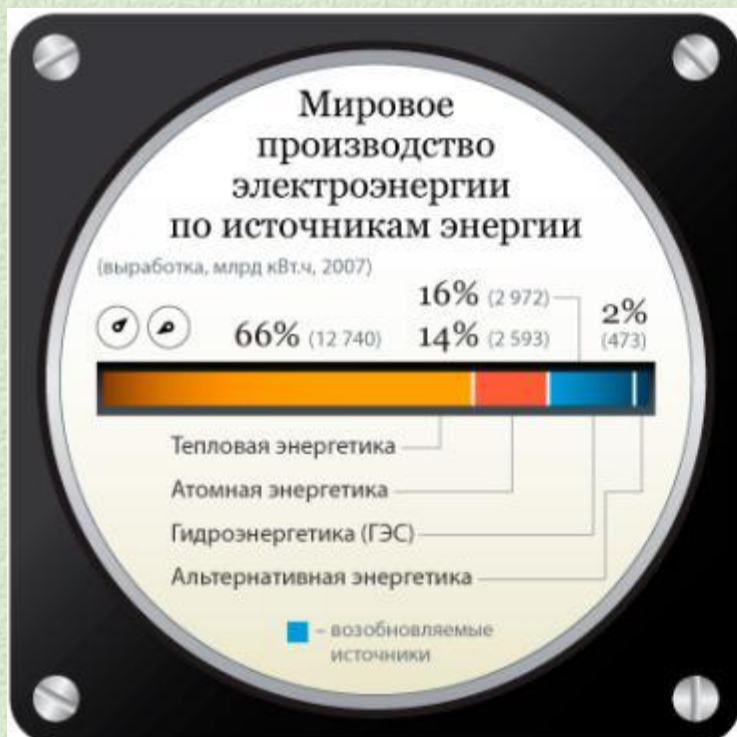 Мировое
производство
электроэнергии
по источникам энергии
(выработка, млрд кВт.ч, 2007)
16% (2 972)
66% (12 740) 14% (2 593) 2%
(473)
Тепловая энергетика
Атомная энергетика
Гидроэнергетика (ГЭС)
Альтернативная энергетика
– возобновляемые
источники